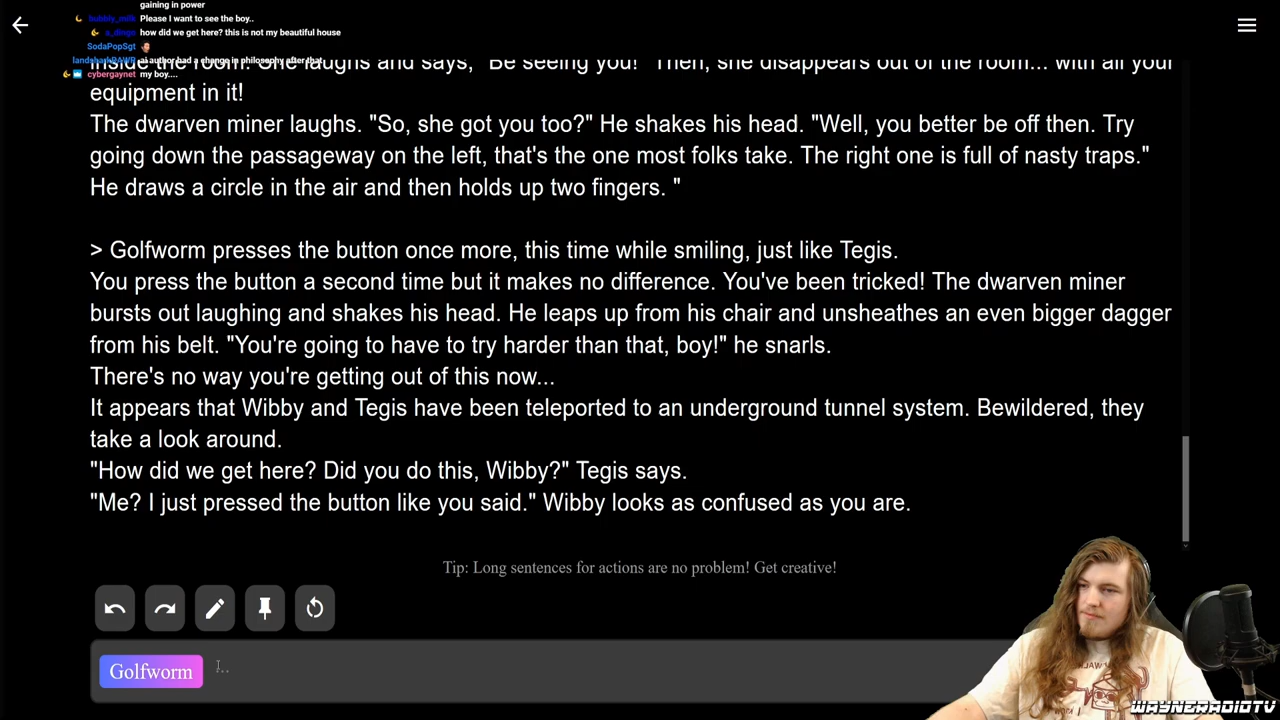 gaining in power
bubbly_milk Please I want to see the boy..
how did we get here? this is not my beautiful house
SodaPopSgt
ai author had a change in philosophy after that
cybergaynet my boy....
inside the room. She laughs and says, "Be seeing you!" Then, she disappears out of the room... with all your
equipment in it!
The dwarven miner laughs. "So, she got you too?" He shakes his head. "Well, you better be off then. Try
going down the passageway on the left, that's the one most folks take. The right one is full of nasty traps."
He draws a circle in the air and then holds up two fingers. "
> Golfworm presses the button once more, this time while smiling, just like Tegis.
You press the button a second time but it makes no difference. You've been tricked! The dwarven miner
bursts out laughing and shakes his head. He leaps up from his chair and unsheathes an even bigger dagger
from his belt. "You're going to have to try harder than that, boy!" he snarls.
There's no way you're getting out of this now...
It appears that Wibby and Tegis have been teleported to an underground tunnel system. Bewildered, they
take a look around.
"How did we get here? Did you do this, Wibby?" Tegis says.
"Me? I just pressed the button like you said." Wibby looks as confused as you are.
Tip: Long sentences for actions are no problem! Get creative!
Golfworm ...
WAYNERADIOTV